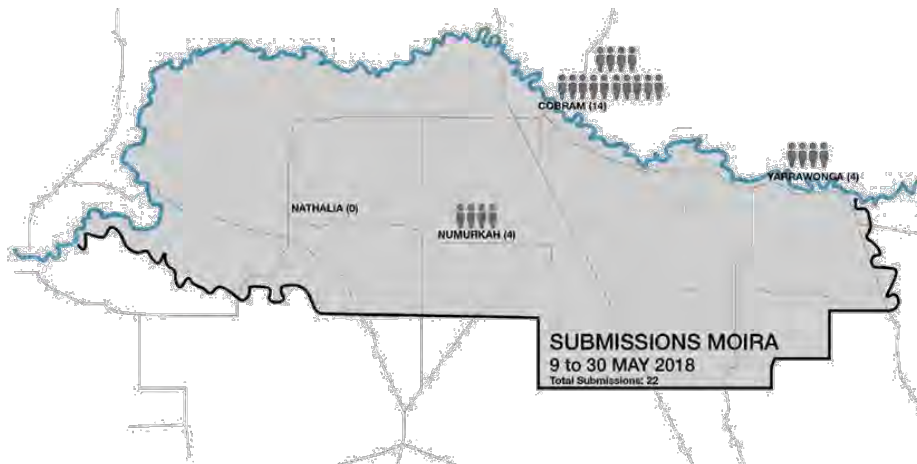 COBRAM (14)
YARRAWONGA (4)
NATHALIA (0)
NUMURKAH (4)
SUBMISSIONS MOIRA
9 to 30 MAY 2018
Total Submissions: 22